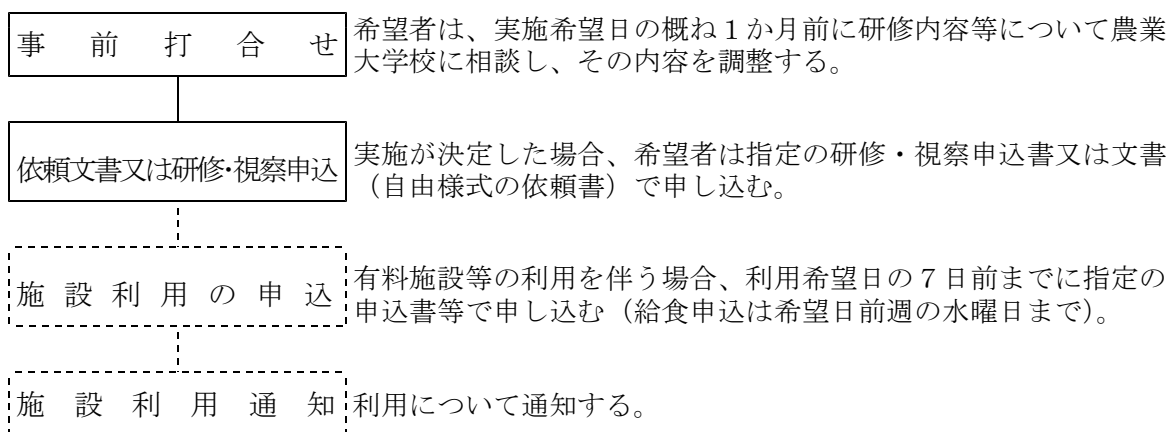 事前打合せ
希望者は、実施希望日の概ね１か月前に研修内容等について農業
大学校に相談し、その内容を調整する。
依頼文書又は研修・視察申込
実施が決定した場合、希望者は指定の研修・視察申込書又は文書
（自由様式の依頼書）で申し込む。
施設利用の申込
有料施設等の利用を伴う場合、利用希望日の７日前までに指定の
申込書等で申し込む（給食申込は希望日前週の水曜日まで）。
施設利用通知
利用について通知する。